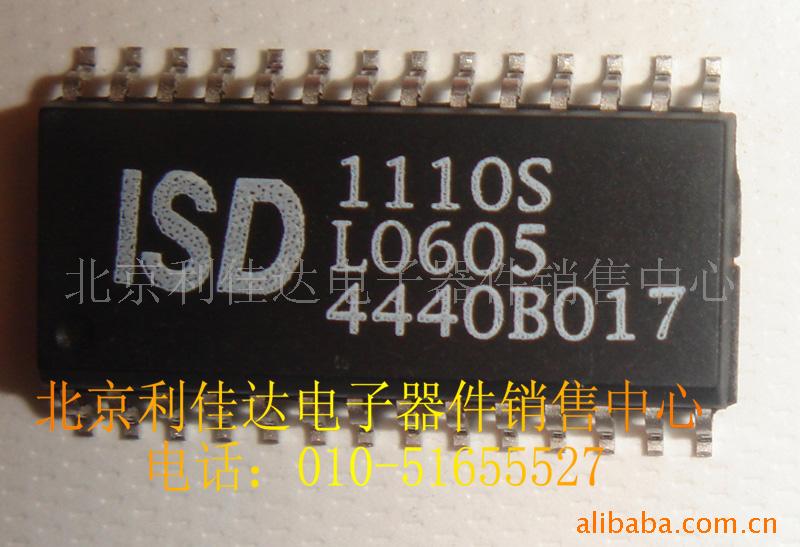 ISD
1110S
L0605
4440B017
北京利佳达电子器件销售中心
北京利佳达电子器件销售中心
电话：010-51655527
alibaba.com.cn